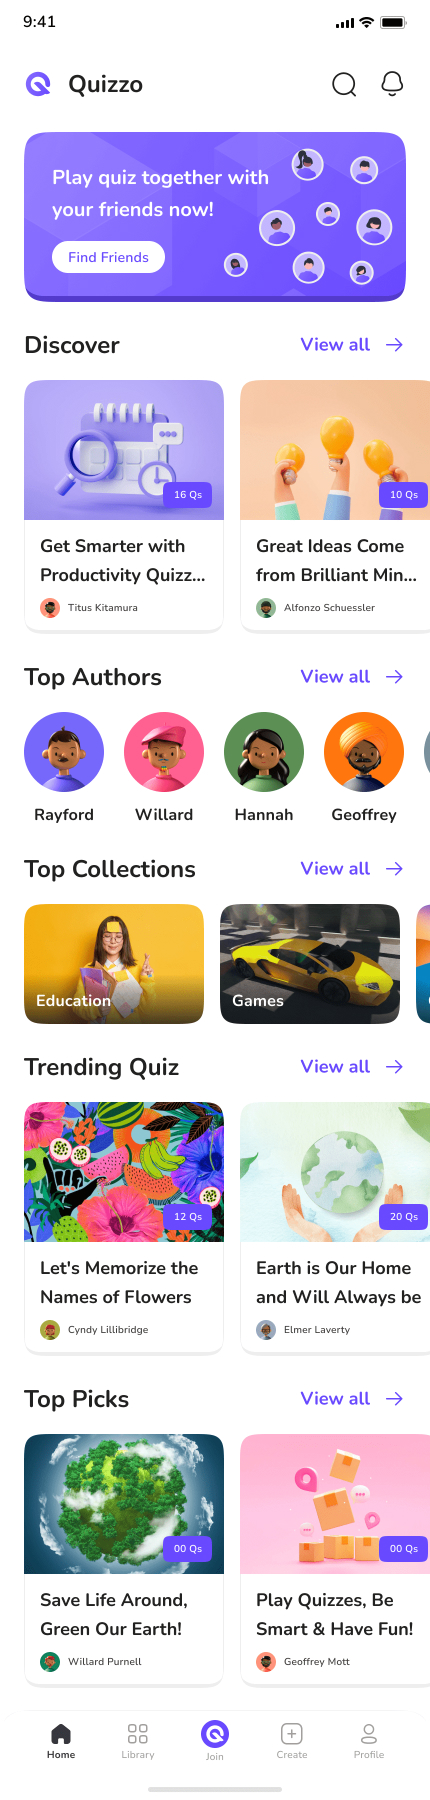 9:41
Quizzo
Play quiz together with
your friends now!
Find Friends
Discover
View all
16 Qs
10 Qs
Get Smarter with
Productivity Quizz...
Titus Kitamura
Great Ideas Come
from Brilliant Min...
Alfonzo Schuessler
Top Authors
View all
Rayford
Willard
Hannah
Geoffrey
Top Collections
View all
Education
Games
Trending Quiz
View all
12 Qs
20 Qs
Let's Memorize the
Names of Flowers
Cyndy Lillibridge
Earth is Our Home
and Will Always be
Elmer Laverty
Top Picks
View all
00 Qs
00 Qs
Save Life Around,
Green Our Earth!
Willard Purnell
Play Quizzes, Be
Smart & Have Fun!
Geoffrey Mott
Home
Library
Join
Create
Profile